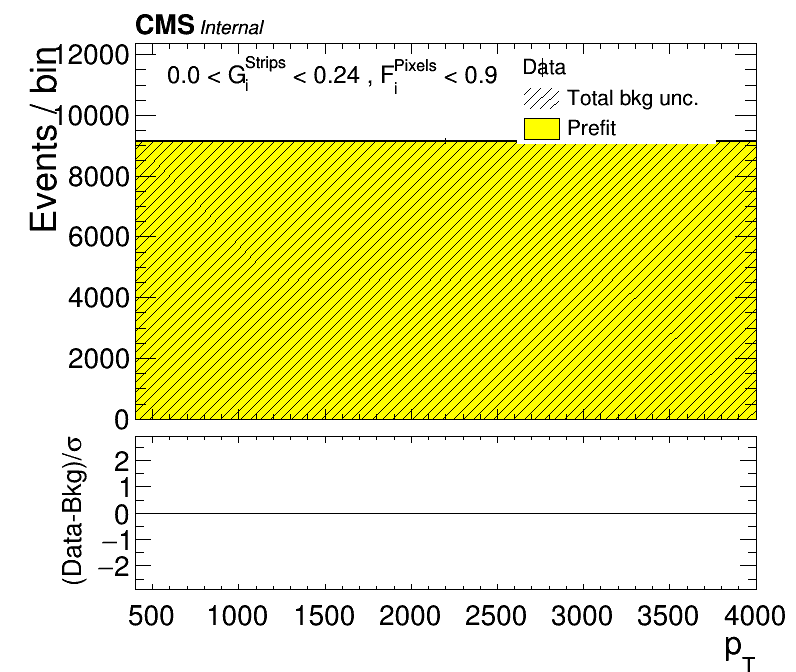 CMS Internal
0.0 < G_i^Strips < 0.24 , F_i^Pixels < 0.9
Data
Total bkg unc.
Prefit
Events / bin
12000
10000
8000
6000
4000
2000
0
(Data-Bkg)/σ
2
1
0
−1
−2
500 1000 1500 2000 2500 3000 3500 4000
p_T